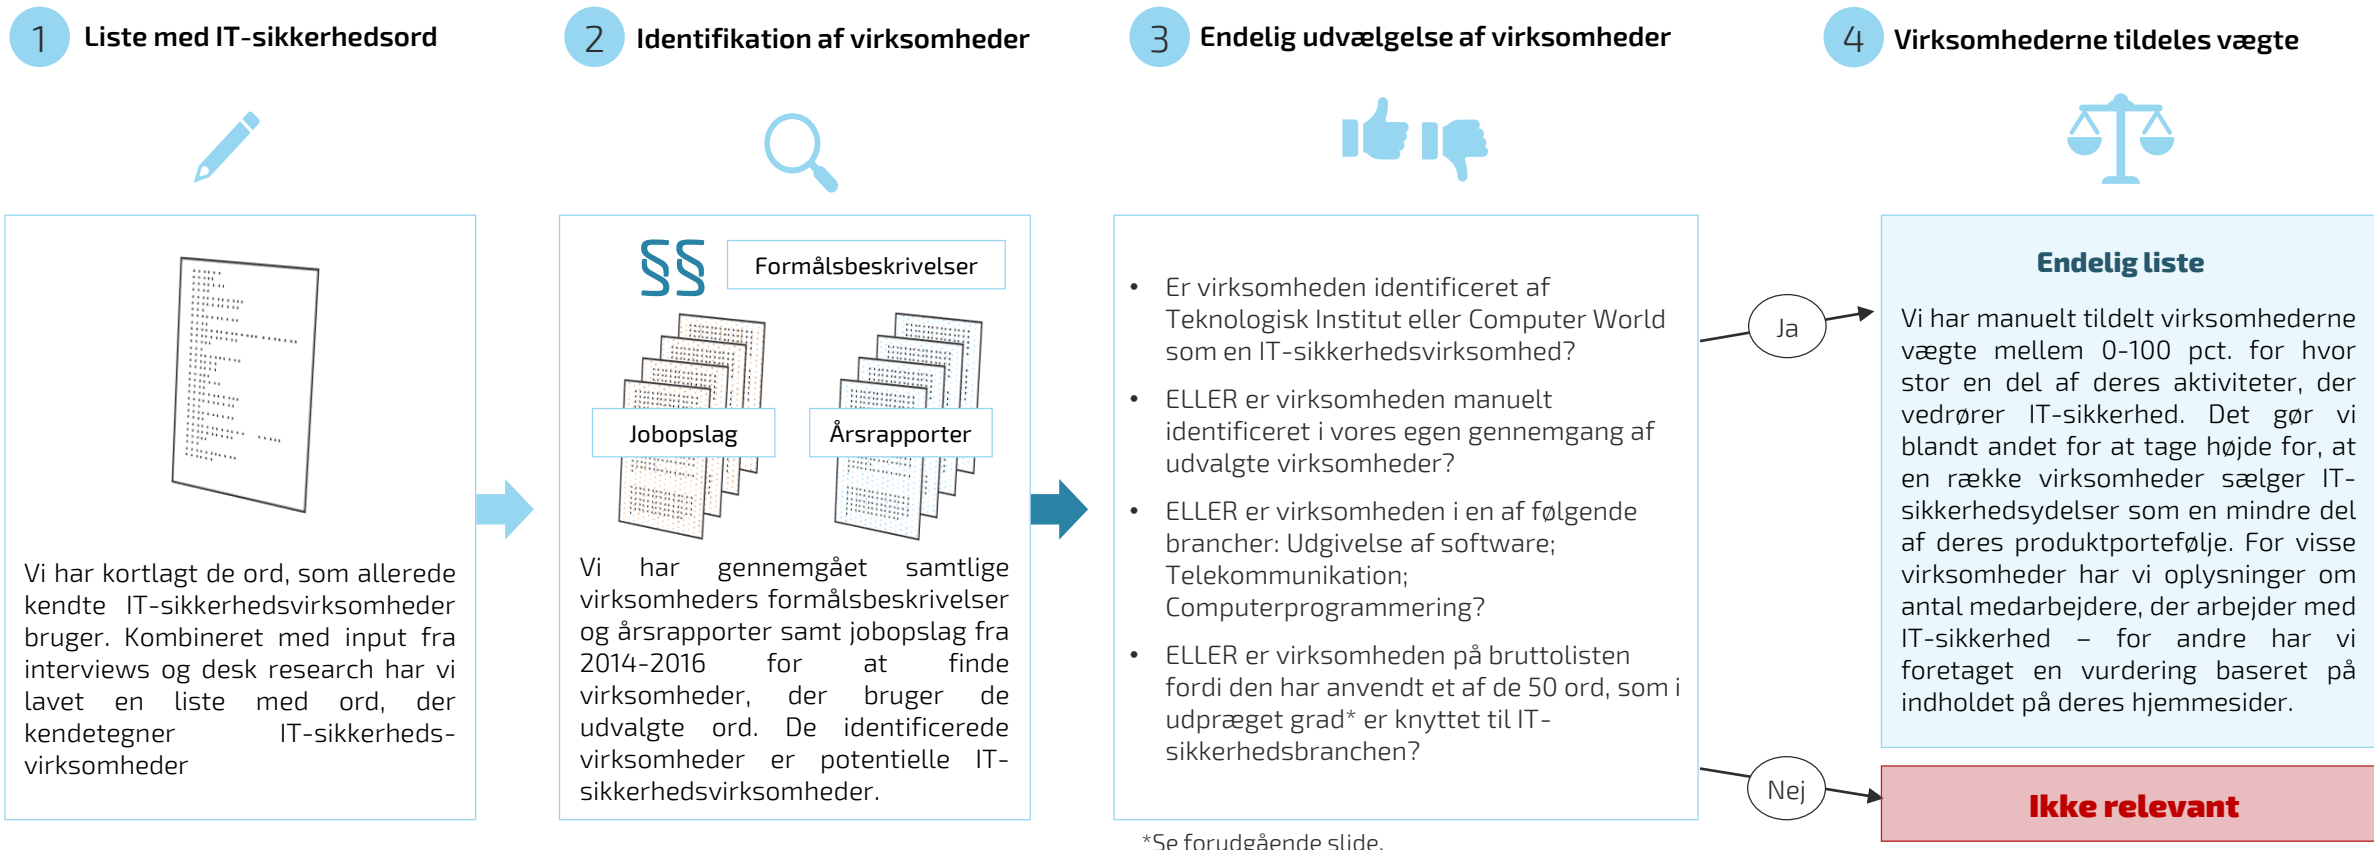 1 Liste med IT-sikkerhedsord
2 Identifikation af virksomheder
3 Endelig udvælgelse af virksomheder
4 Virksomhederne tildeles vægte
Vi har kortlagt de ord, som allerede
kendte IT-sikkerhedsvirksomheder
bruger. Kombineret med input fra
interviews og desk research har vi
lavet en liste med ord, der
kendetegner IT-sikkerheds-
virksomheder
§§ Formålsbeskrivelser
Jobopslag
Årsrapporter
Vi har gennemgået samtlige
virksomheders formålsbeskrivelser
og årsrapporter samt jobopslag fra
2014-2016 for at finde
virksomheder, der bruger de
udvalgte ord. De identificerede
virksomheder er potentielle IT-
sikkerhedsvirksomheder.
• Er virksomheden identificeret af
Teknologisk Institut eller Computer World
som en IT-sikkerhedsvirksomhed?
• ELLER er virksomheden manuelt
identificeret i vores egen gennemgang af
udvalgte virksomheder?
• ELLER er virksomheden i en af følgende
brancher: Udgivelse af software;
Telekommunikation;
Computerprogrammering?
• ELLER er virksomheden på bruttolisten
fordi den har anvendt et af de 50 ord, som i
udpræget grad* er knyttet til IT-
sikkerhedsbranchen?
*Se forudgående slide.
Ja
Nej
Endelig liste
Vi har manuelt tildelt virksomhederne
vægte mellem 0-100 pct. for hvor
stor en del af deres aktiviteter, der
vedrører IT-sikkerhed. Det gør vi
blandt andet for at tage højde for, at
en række virksomheder sælger IT-
sikkerhedsydelser som en mindre del
af deres produktportefølje. For visse
virksomheder har vi oplysninger om
antal medarbejdere, der arbejder med
IT-sikkerhed – for andre har vi
foretaget en vurdering baseret på
indholdet på deres hjemmesider.
Ikke relevant